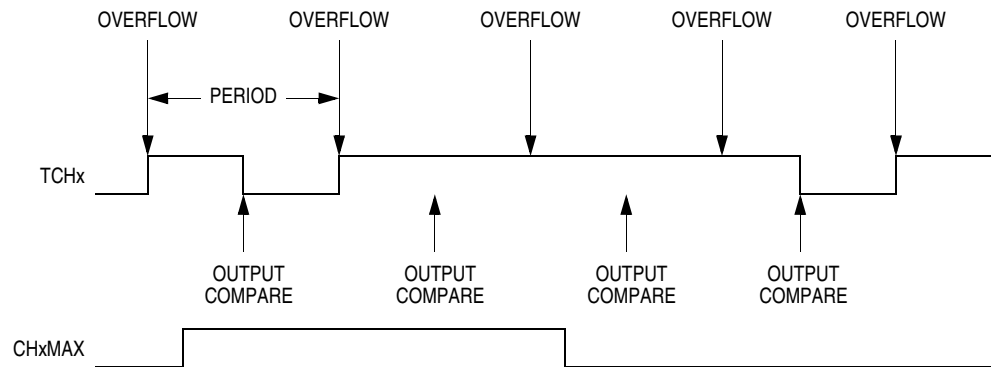 OVERFLOW OVERFLOW OVERFLOW OVERFLOW OVERFLOW
PERIOD
TCHx
OUTPUT COMPARE
OUTPUT COMPARE
OUTPUT COMPARE
OUTPUT COMPARE
CHxMAX